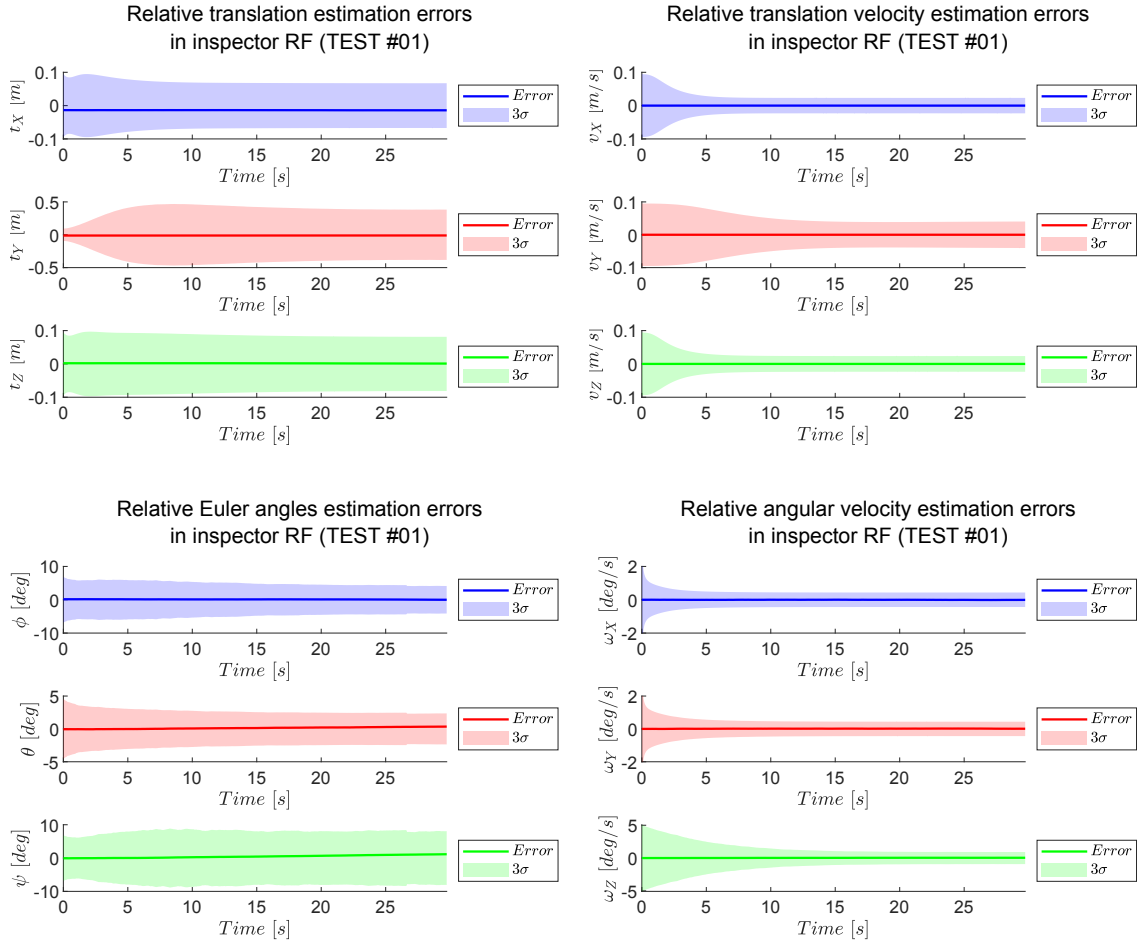 Relative translation estimation errors
in inspector RF (TEST #01)
0.1
0
-0.1
t_X [m]
0 5 10 15 20 25
Time [s]
Error
3σ
0.5
0
-0.5
t_Y [m]
0 5 10 15 20 25
Time [s]
Error
3σ
0.1
0
-0.1
t_Z [m]
0 5 10 15 20 25
Time [s]
Error
3σ
Relative translation velocity estimation errors
in inspector RF (TEST #01)
0.1
0
-0.1
v_X [m/s]
0 5 10 15 20 25
Time [s]
Error
3σ
0.1
0
-0.1
v_Y [m/s]
0 5 10 15 20 25
Time [s]
Error
3σ
0.1
0
-0.1
v_Z [m/s]
0 5 10 15 20 25
Time [s]
Error
3σ
Relative Euler angles estimation errors
in inspector RF (TEST #01)
10
0
-10
ϕ [deg]
0 5 10 15 20 25
Time [s]
Error
3σ
5
0
-5
θ [deg]
0 5 10 15 20 25
Time [s]
Error
3σ
10
0
-10
ψ [deg]
0 5 10 15 20 25
Time [s]
Error
3σ
Relative angular velocity estimation errors
in inspector RF (TEST #01)
2
0
-2
ω_X [deg/s]
0 5 10 15 20 25
Time [s]
Error
3σ
2
0
-2
ω_Y [deg/s]
0 5 10 15 20 25
Time [s]
Error
3σ
5
0
-5
ω_Z [deg/s]
0 5 10 15 20 25
Time [s]
Error
3σ